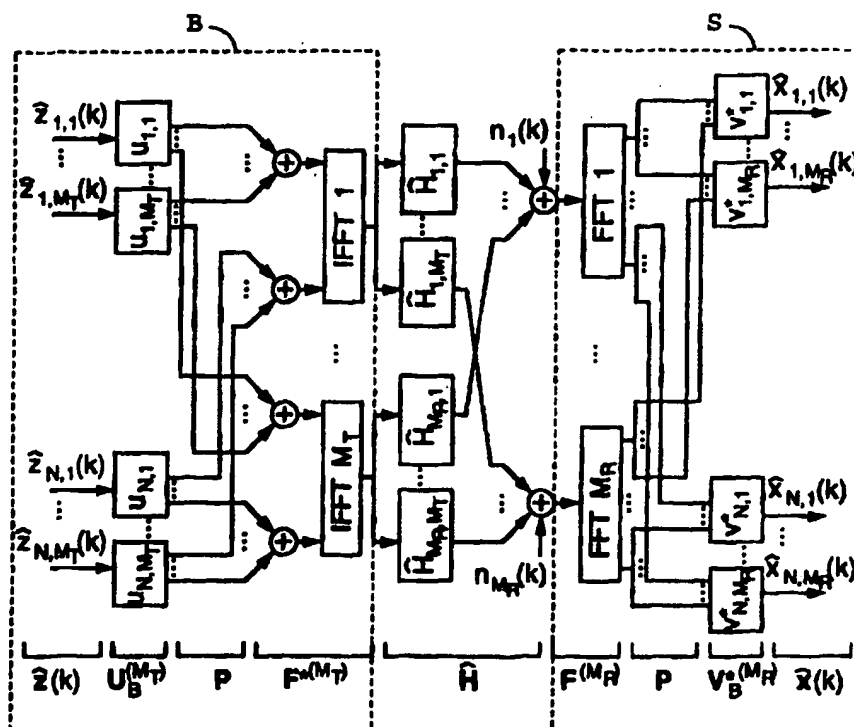 B
S
ẑ1,1(k)
ẑ1,MT(k)
ẑN,1(k)
ẑN,MT(k)
u1,1
u1,MT
uN,1
uN,MT
IFFT 1
IFFT MT
Ĥ1,1
Ĥ1,MT
ĤMR,1
ĤMR,MT
n1(k)
nMR(k)
FFT 1
FFT MR
v*1,1
v*1,MR
v*N,1
v*N,MR
x̂1,1(k)
x̂1,MR(k)
x̂N,1(k)
x̂N,MR(k)
ẑ(k) UB(MT) P F*(MT) Ĥ F(MR) P VB*(MR) x̂(k)